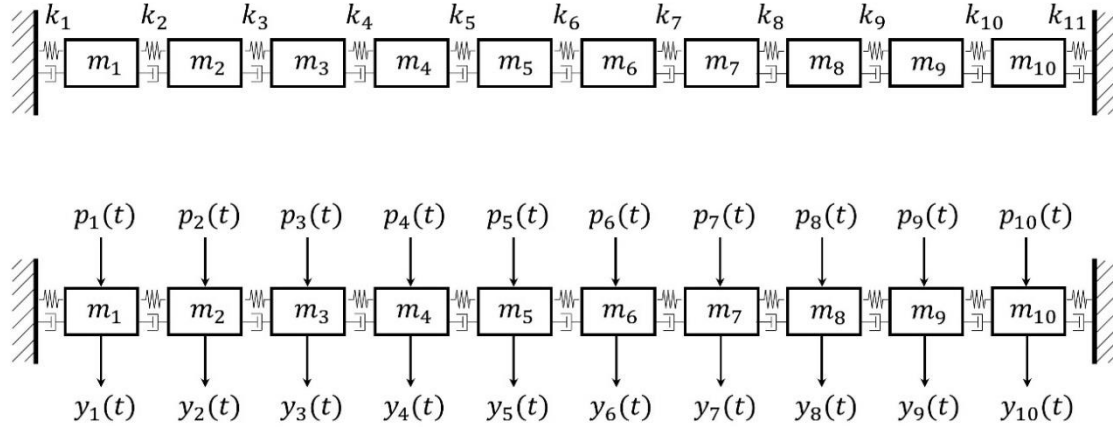 k₁ k₂ k₃ k₄ k₅ k₆ k₇ k₈ k₉ k₁₀ k₁₁
m₁ m₂ m₃ m₄ m₅ m₆ m₇ m₈ m₉ m₁₀
p₁(t) p₂(t) p₃(t) p₄(t) p₅(t) p₆(t) p₇(t) p₈(t) p₉(t) p₁₀(t)
m₁ m₂ m₃ m₄ m₅ m₆ m₇ m₈ m₉ m₁₀
y₁(t) y₂(t) y₃(t) y₄(t) y₅(t) y₆(t) y₇(t) y₈(t) y₉(t) y₁₀(t)